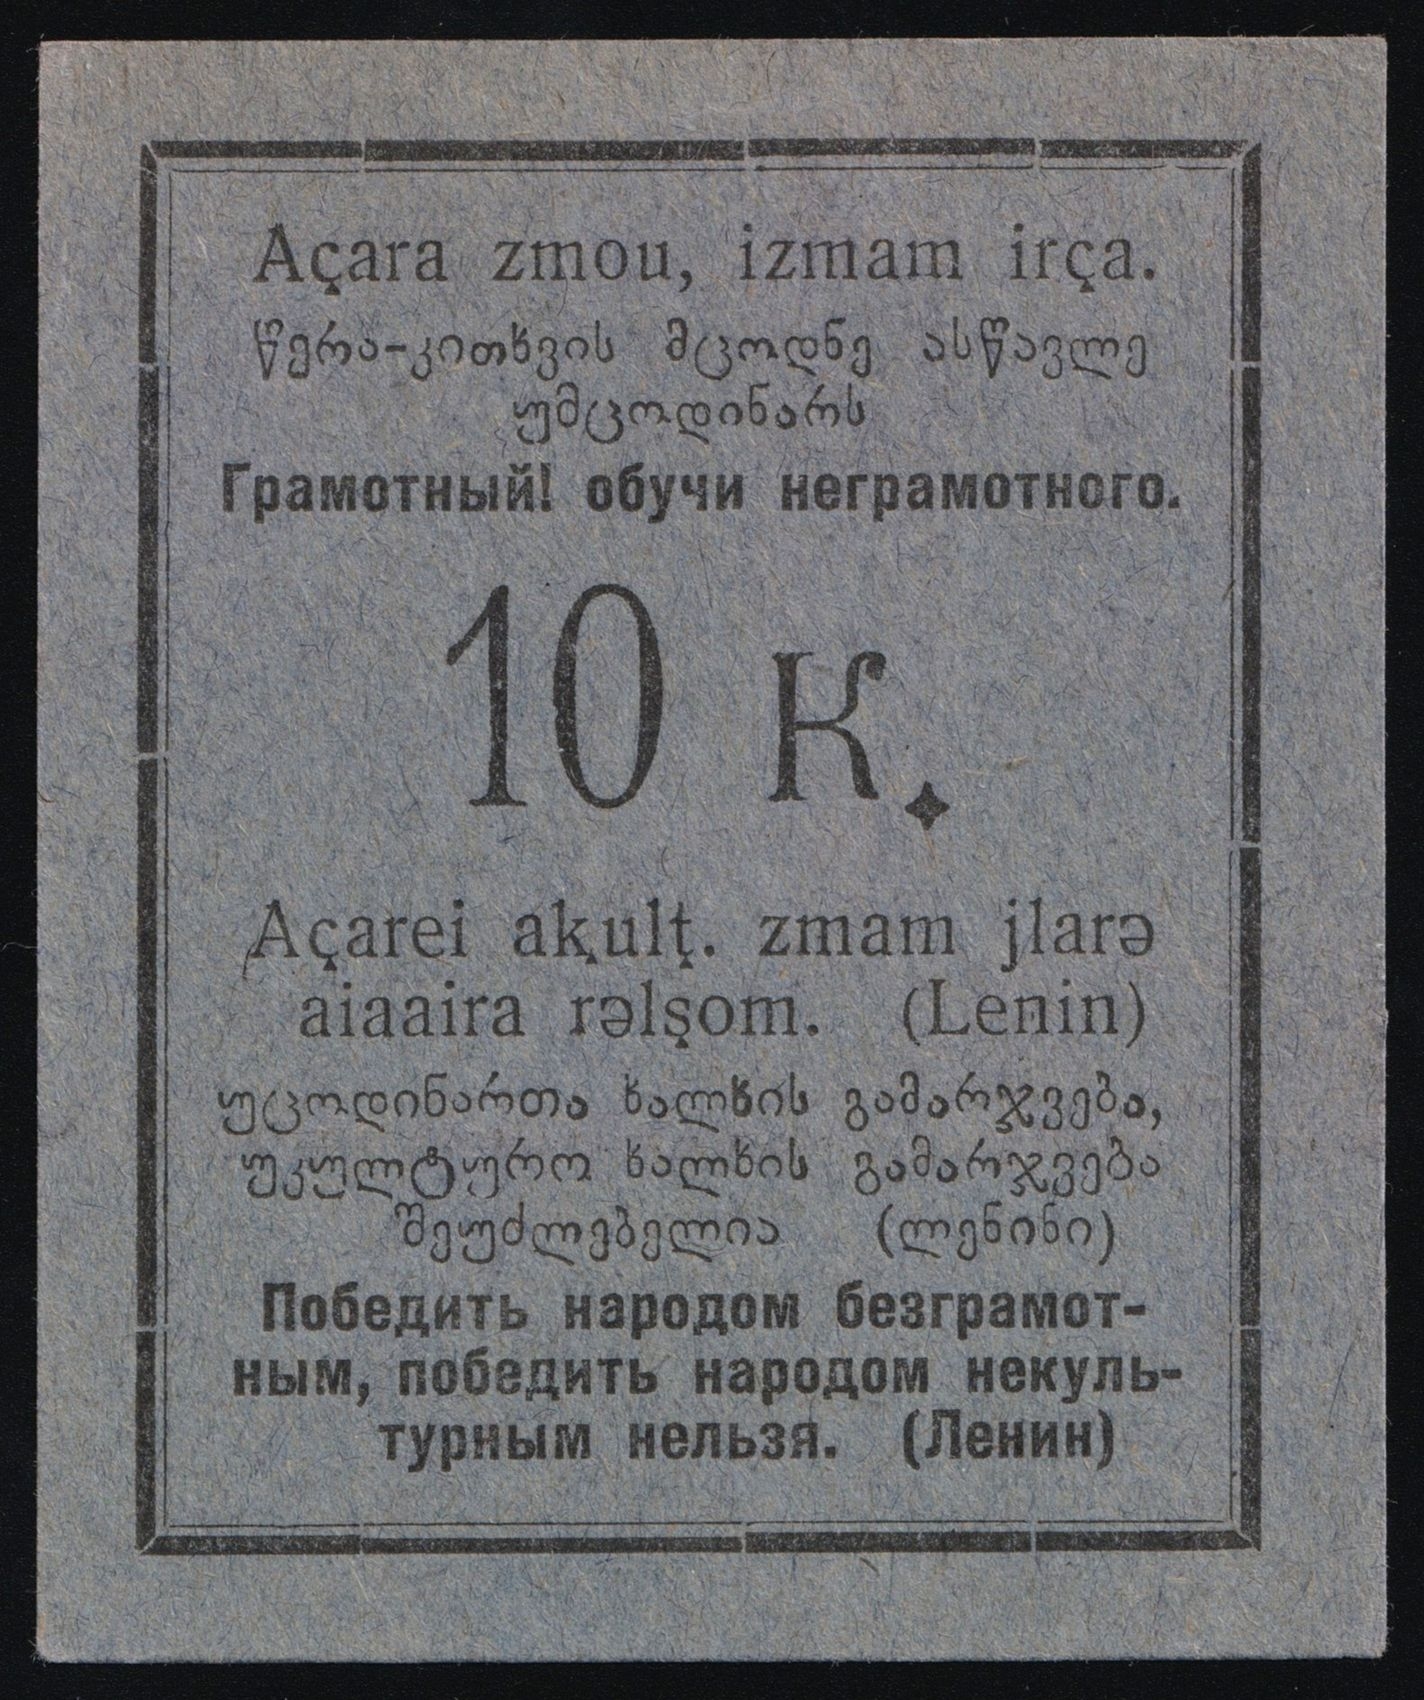 Açara zmou, izmam irça.
წერა-კითხვის მცოდნე ასწავლე
უმცოდინარს
Грамотный! обучи неграмотного.
10 К.
Açarei aķulţ. zmam jlarə
aiaaira rəlşom. (Lenin)
უცოდინართა ხალხის გამარჯვება,
უკულტურო ხალხის გამარჯვება
შეუძლებელია (ლენინი)
Победить народом безграмот-
ным, победить народом некуль-
турным нельзя. (Ленин)